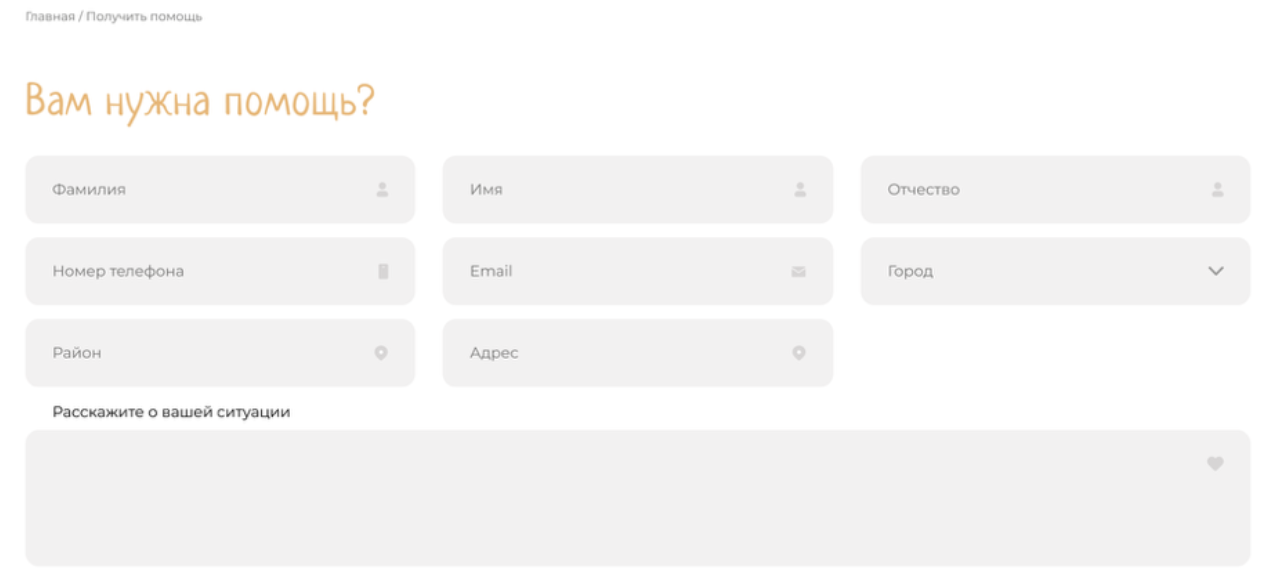 Главная / Получить помощь
Вам нужна помощь?
Фамилия
Имя
Отчество
Номер телефона
Email
Город
Район
Адрес
Расскажите о вашей ситуации